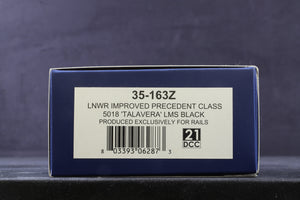 35-163Z
LNWR IMPROVED PRECEDENT CLASS
5018 'TALAVERA' LMS BLACK
PRODUCED EXCLUSIVELY FOR RAILS
21
DCC
8 03393 06287 3